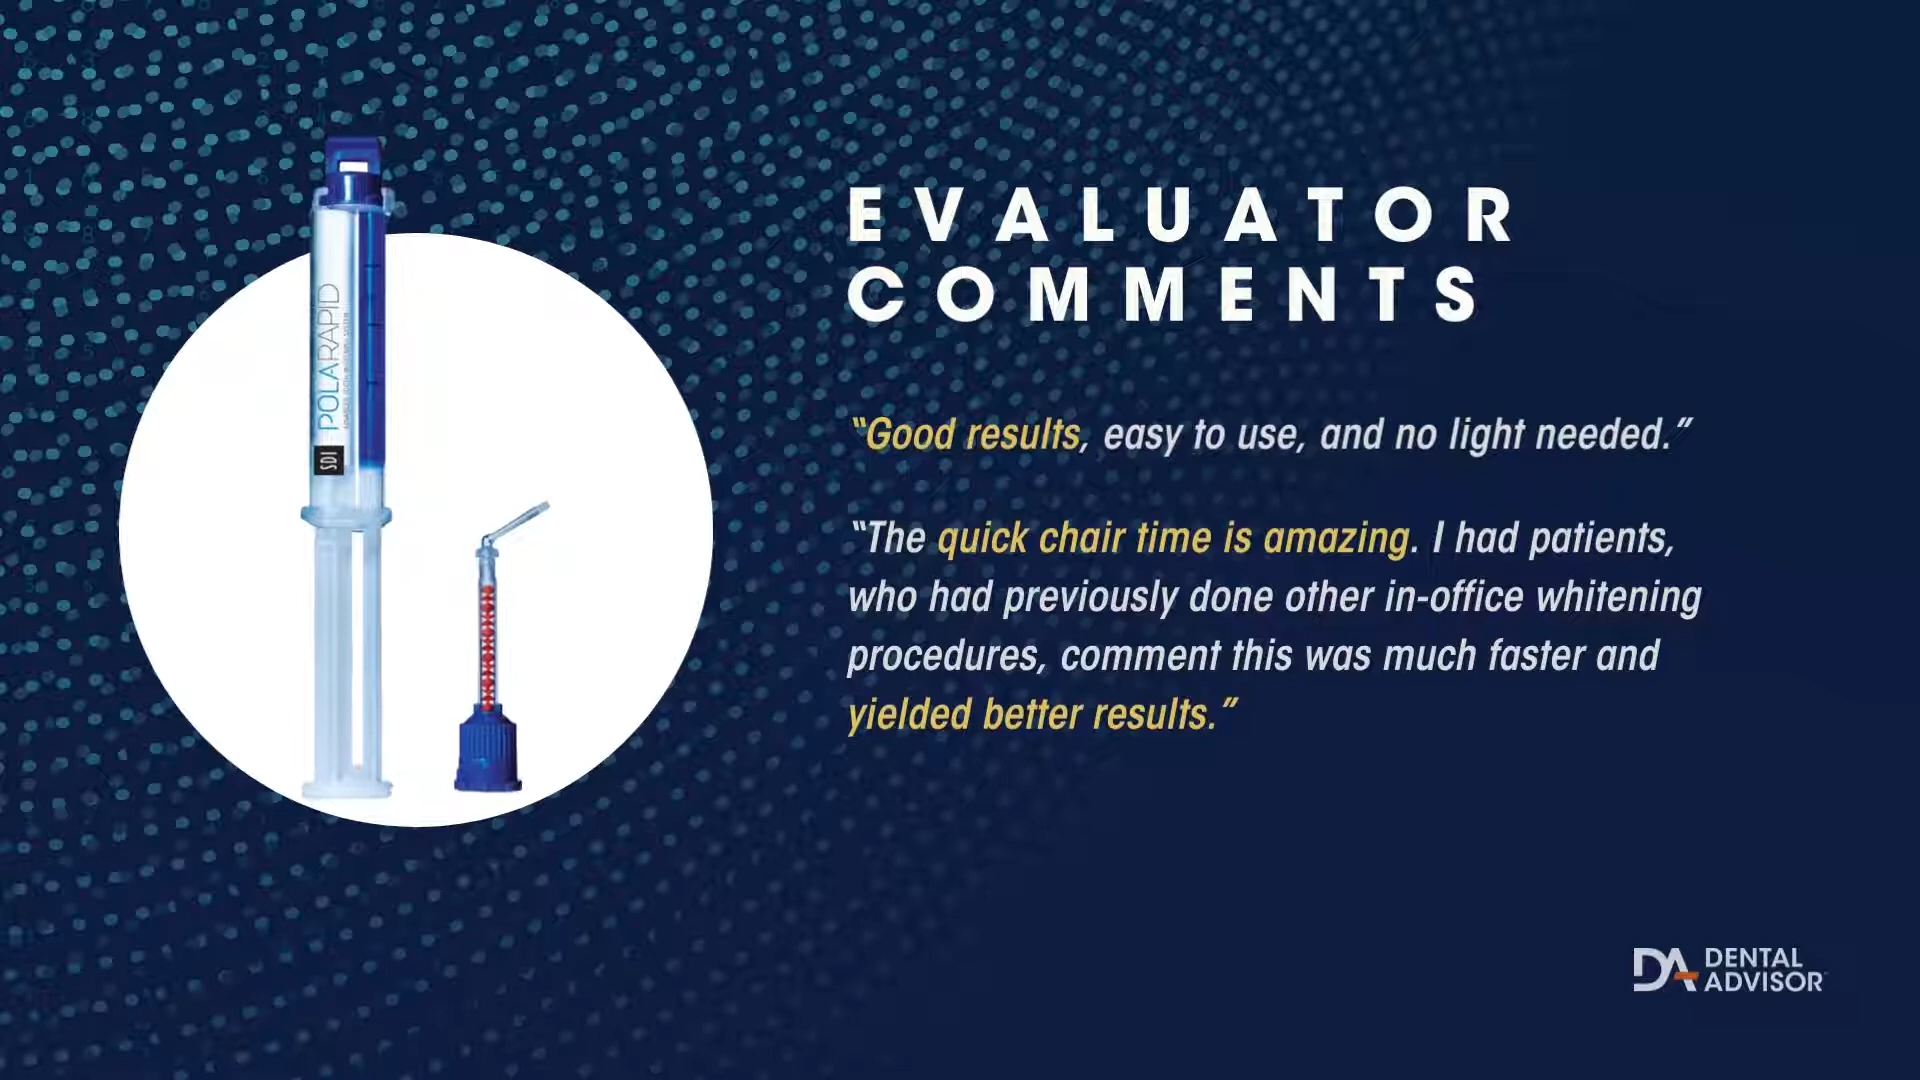 EVALUATOR
COMMENTS
“Good results, easy to use, and no light needed.”
“The quick chair time is amazing. I had patients,
who had previously done other in-office whitening
procedures, comment this was much faster and
yielded better results.”
POLARAPID
SDI
DA DENTAL
ADVISOR